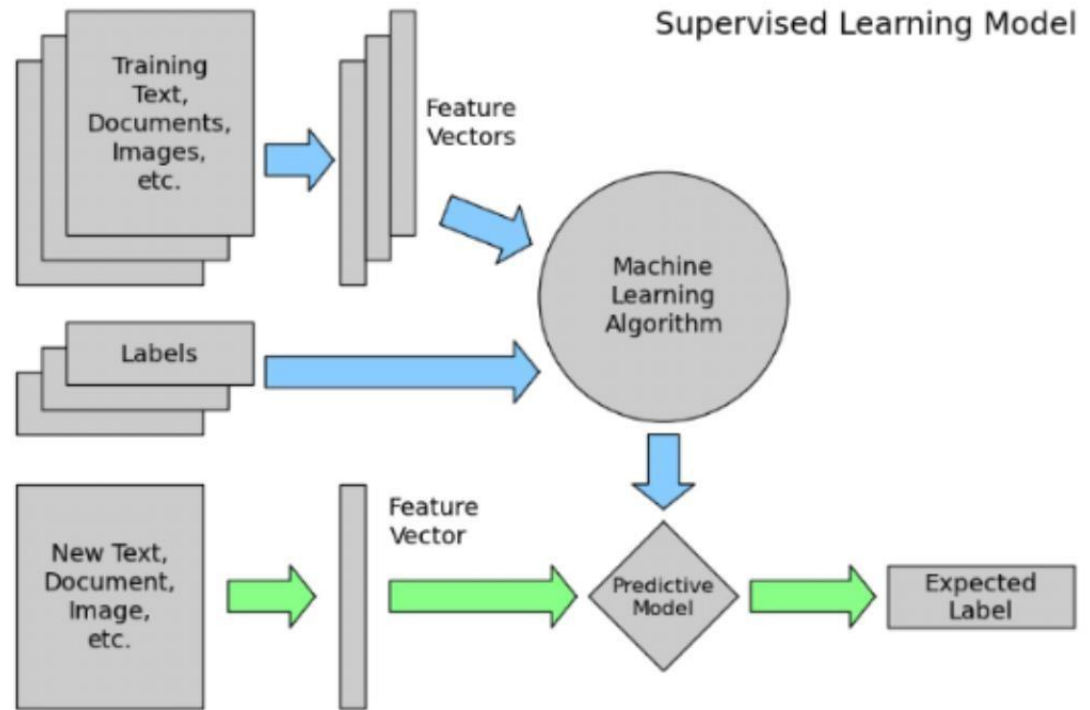 Supervised Learning Model
Training
Text,
Documents,
Images,
etc.
Feature
Vectors
Machine
Learning
Algorithm
Labels
New Text,
Document,
Image,
etc.
Feature
Vector
Predictive
Model
Expected
Label